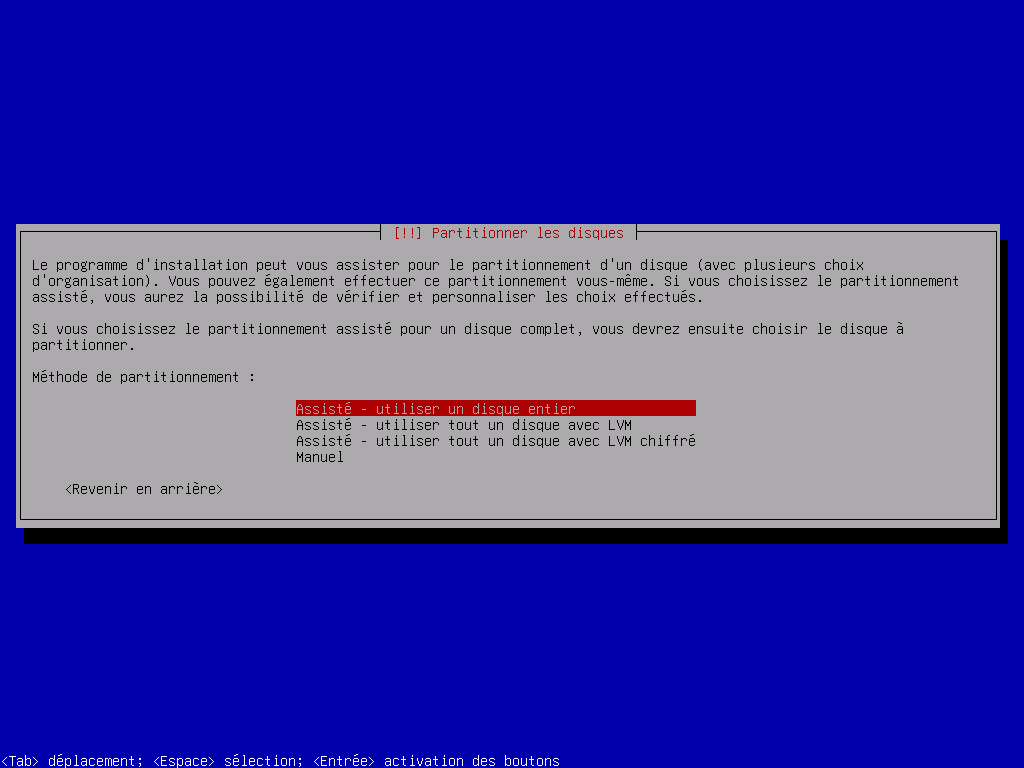 [!!] Partitionner les disques
Le programme d'installation peut vous assister pour le partitionnement d'un disque (avec plusieurs choix
d'organisation). Vous pouvez également effectuer ce partitionnement vous-même. Si vous choisissez le partitionnement
assisté, vous aurez la possibilité de vérifier et personnaliser les choix effectués.
Si vous choisissez le partitionnement assisté pour un disque complet, vous devrez ensuite choisir le disque à
partitionner.
Méthode de partitionnement :
Assisté - utiliser un disque entier
Assisté - utiliser tout un disque avec LVM
Assisté - utiliser tout un disque avec LVM chiffré
Manuel
<Revenir en arrière>
<Tab> déplacement; <Espace> sélection; <Entrée> activation des boutons